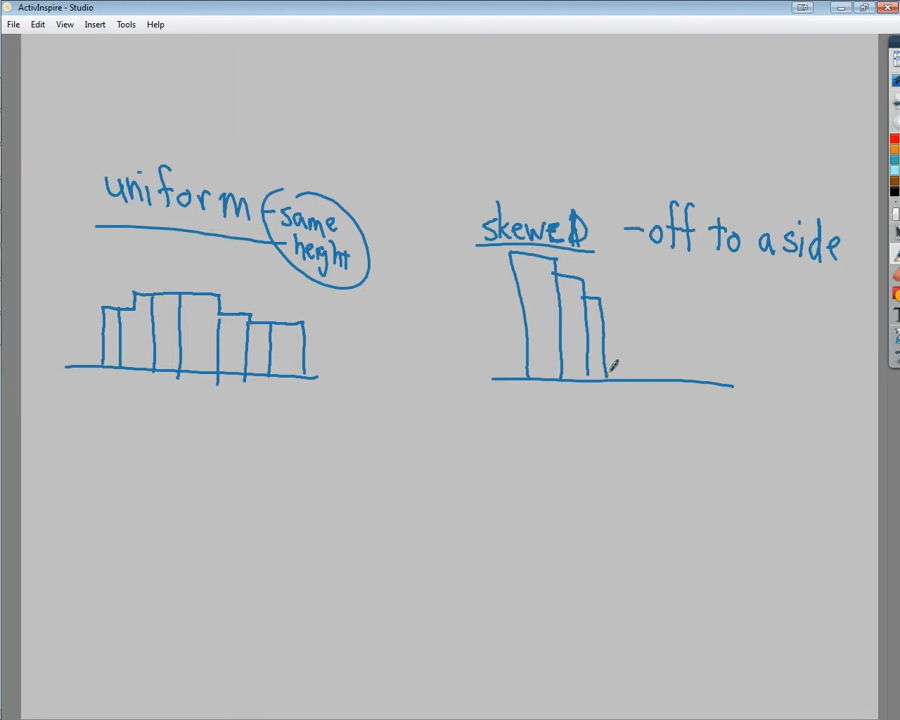 ActivInspire - Studio
File Edit View Insert Tools Help
uniform - same
height
skeweD - off to a side